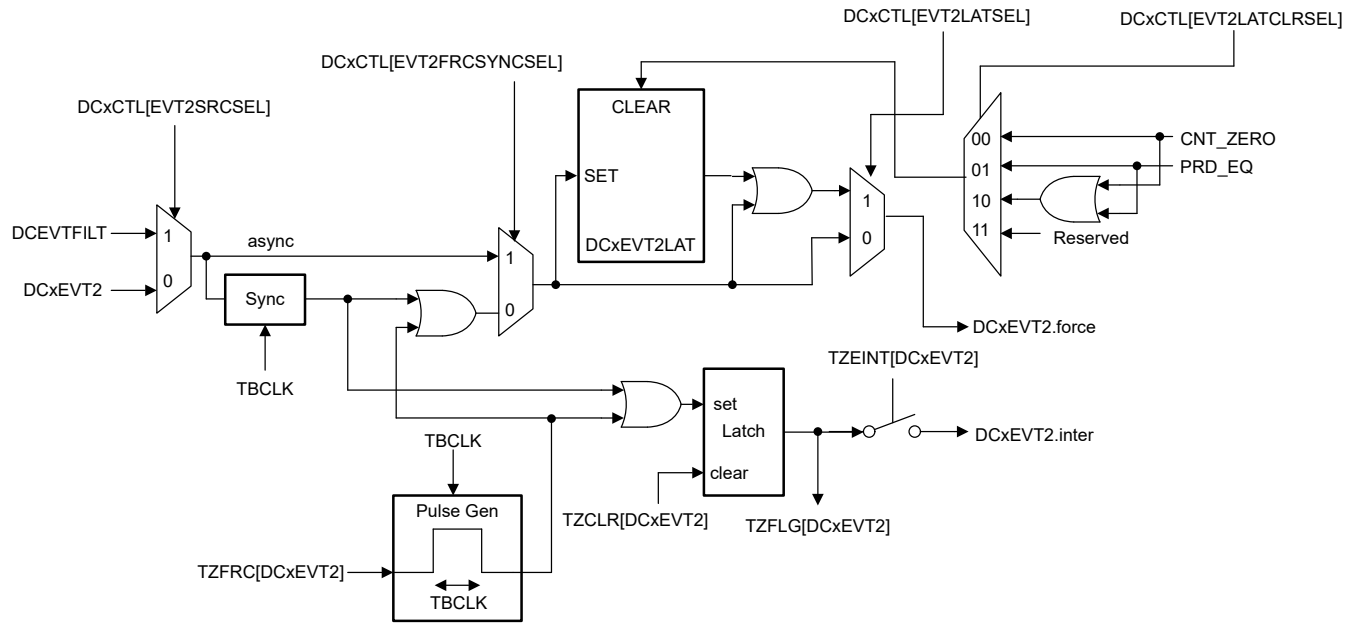 DCxCTL[EVT2LATSEL]
DCxCTL[EVT2LATCLRSEL]
DCxCTL[EVT2FRCSYNCSEL]
DCxCTL[EVT2SRCSEL]
CLEAR
SET
DCxEVT2LAT
00
01
10
11
CNT_ZERO
PRD_EQ
Reserved
1
0
DCEVTFILT
DCxEVT2
1
0
async
Sync
TBCLK
1
0
DCxEVT2.force
TZEINT[DCxEVT2]
set
Latch
clear
DCxEVT2.inter
TZCLR[DCxEVT2]
TZFLG[DCxEVT2]
TBCLK
Pulse Gen
TZFRC[DCxEVT2]
TBCLK